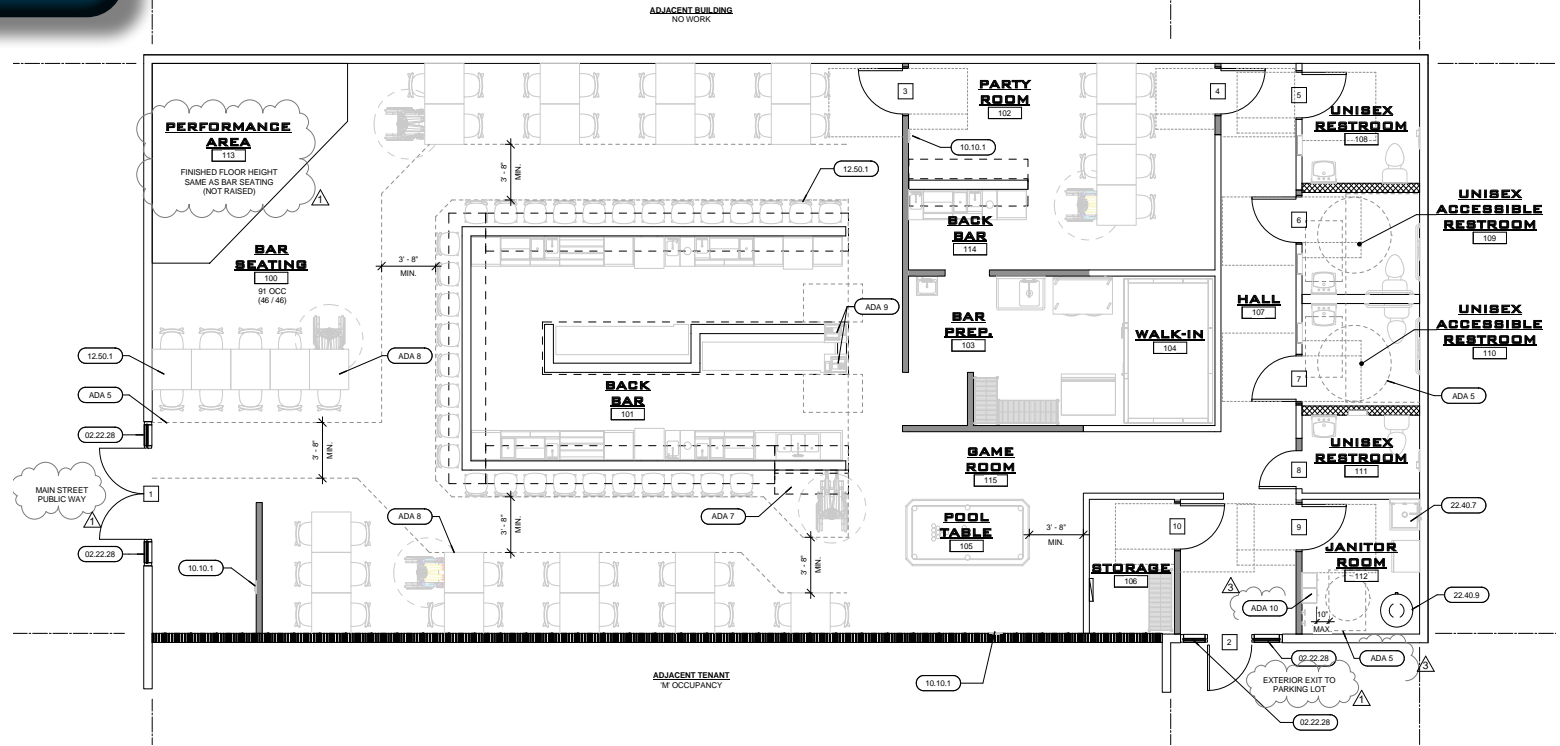 ADJACENT BUILDING
NO WORK
PERFORMANCE
AREA
113
FINISHED FLOOR HEIGHT
SAME AS BAR SEATING
(NOT RAISED)
1
BAR
SEATING
100
91 OCC
(46 / 46)
3' - 8"
MIN.
3' - 8"
MIN.
12.50.1
3
PARTY
ROOM
102
10.10.1
4
5
UNISEX
RESTROOM
108
BACK
BAR
114
6
UNISEX
ACCESSIBLE
RESTROOM
109
HALL
107
ADA 9
BAR
PREP.
103
WALK-IN
104
UNISEX
ACCESSIBLE
RESTROOM
110
7
ADA 5
12.50.1
ADA 8
ADA 5
02.22.28
3' - 8"
MIN.
BACK
BAR
101
MAIN STREET
PUBLIC WAY
1
1
02.22.28
10.10.1
ADA 8
3' - 8"
MIN.
ADA 7
3' - 8"
MIN.
GAME
ROOM
115
POOL
TABLE
105
3' - 8"
MIN.
8
UNISEX
RESTROOM
111
10
9
22.40.7
JANITOR
ROOM
112
STORAGE
106
3
ADA 10
10"
MAX.
22.40.9
2
02.22.28
ADA 5
3
ADJACENT TENANT
'M' OCCUPANCY
10.10.1
EXTERIOR EXIT TO
PARKING LOT
1
02.22.28